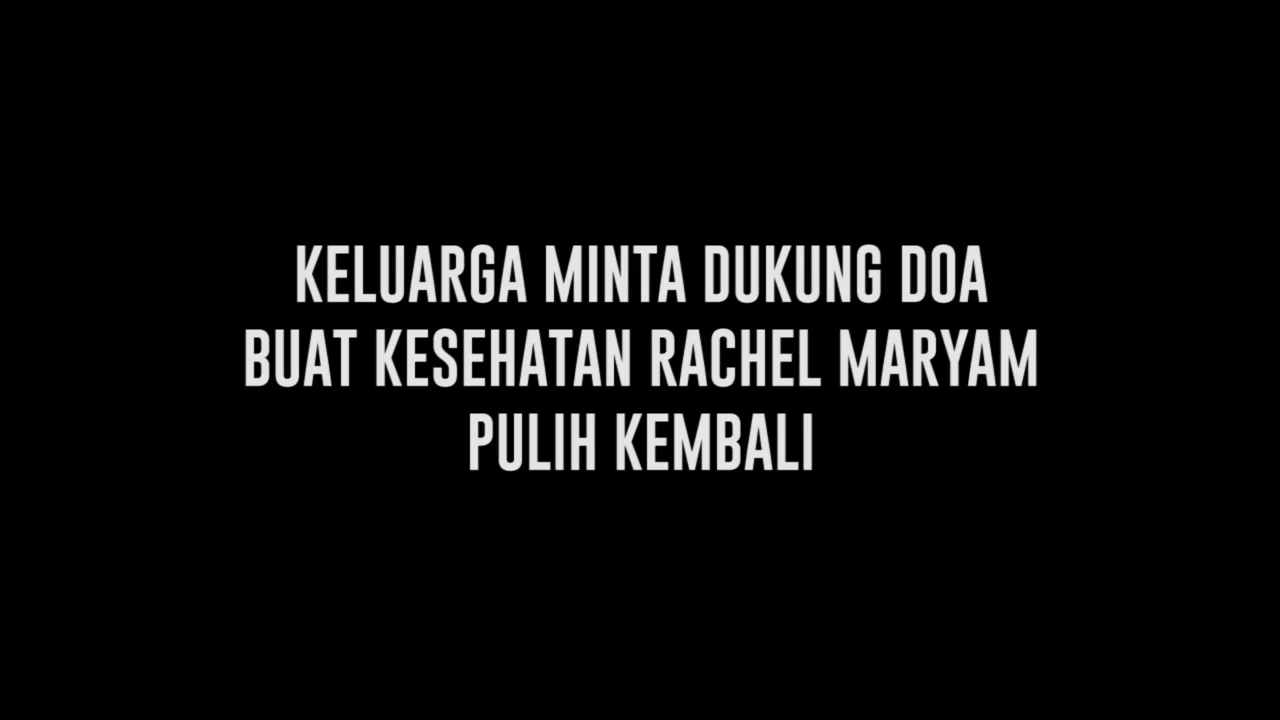 KELUARGA MINTA DUKUNG DOA
BUAT KESEHATAN RACHEL MARYAM
PULIH KEMBALI